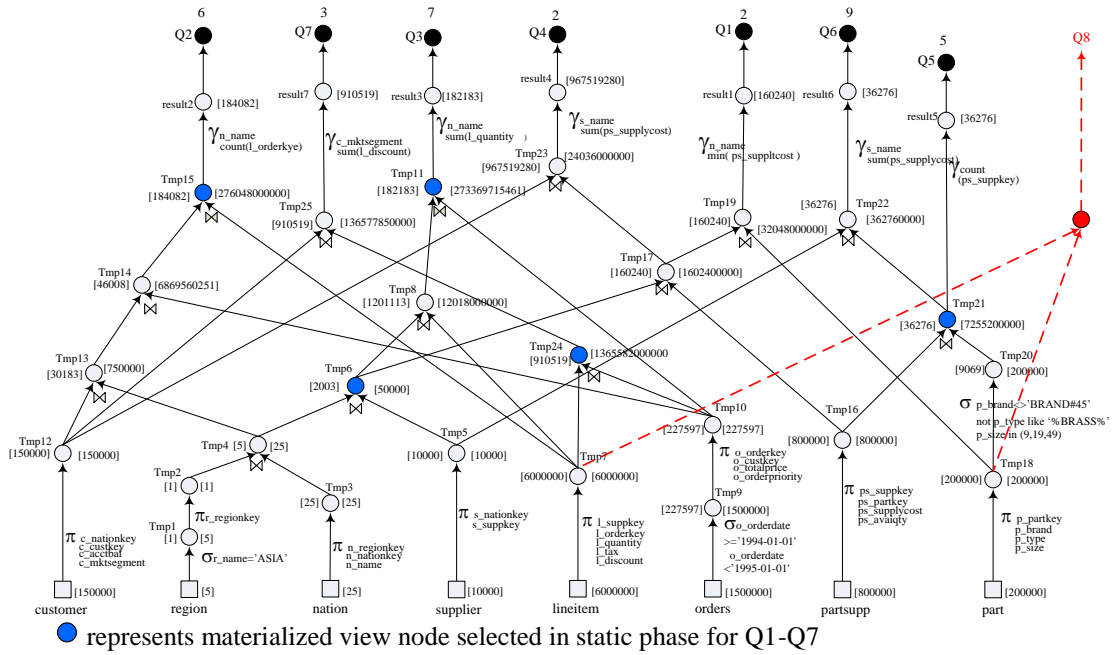 6
3
7
2
2
9
5
Q2
Q7
Q3
Q4
Q1
Q6
Q5
Q8
result2
[184082]
result7
[910519]
result3
[182183]
result4
[967519280]
result1
[160240]
result6
[36276]
result5
[36276]
γn_name
count(l_orderkye)
γc_mktsegment
sum(l_discount)
γn_name
sum(l_quantity )
γs_name
sum(ps_supplycost)
γn_name
min( ps_suppltcost )
γs_name
sum(ps_supplycost)
γcount
(ps_suppkey)
Tmp15
[184082]
[276048000000]
Tmp25
[910519]
[136577850000]
Tmp11
[182183]
[27336971546l]
Tmp23
[967519280]
[24036000000]
Tmp19
[160240]
[32048000000]
[36276]
Tmp22
[362760000]
Tmp14
[46008]
[6869560251]
Tmp8
[1201113]
[12018000000]
Tmp17
[160240]
[1602400000]
Tmp21
[36276]
[7255200000]
Tmp13
[30183]
[750000]
Tmp6
[2003]
[50000]
Tmp24
[910519]
[1365582000000
Tmp20
[9069]
[200000]
σ p_brand<>'BRAND#45'
not p_type like '%BRASS%'
p_size in (9,19,49)
Tmp12
[150000]
[150000]
Tmp4
[5]
[25]
Tmp5
[10000]
[10000]
Tmp7
[6000000]
[6000000]
Tmp10
[227597]
[227597]
Tmp16
[800000]
[800000]
Tmp18
[200000]
[200000]
Tmp2
[1]
[1]
Tmp3
[25]
[25]
π o_orderkey
o_custkey
o_totalprice
o_orderpriority
Tmp9
[227597]
[1500000]
πr_regionkey
Tmp1
[1]
[5]
π c_nationkey
c_custkey
c_acctbal
c_mktsegment
σr_name='ASIA'
π n_regionkey
n_nationkey
n_name
π s_nationkey
s_suppkey
π l_suppkey
l_orderkey
l_quantity
l_tax
l_discount
σo_orderdate
>='1994-01-01'
o_orderdate
<'1995-01-01'
π ps_suppkey
ps_partkey
ps_supplycost
ps_avaiqty
π p_partkey
p_brand
p_type
p_size
[150000]
[5]
[25]
[10000]
[6000000]
[1500000]
[800000]
[200000]
customer
region
nation
supplier
lineitem
orders
partsupp
part
represents materialized view node selected in static phase for Q1-Q7